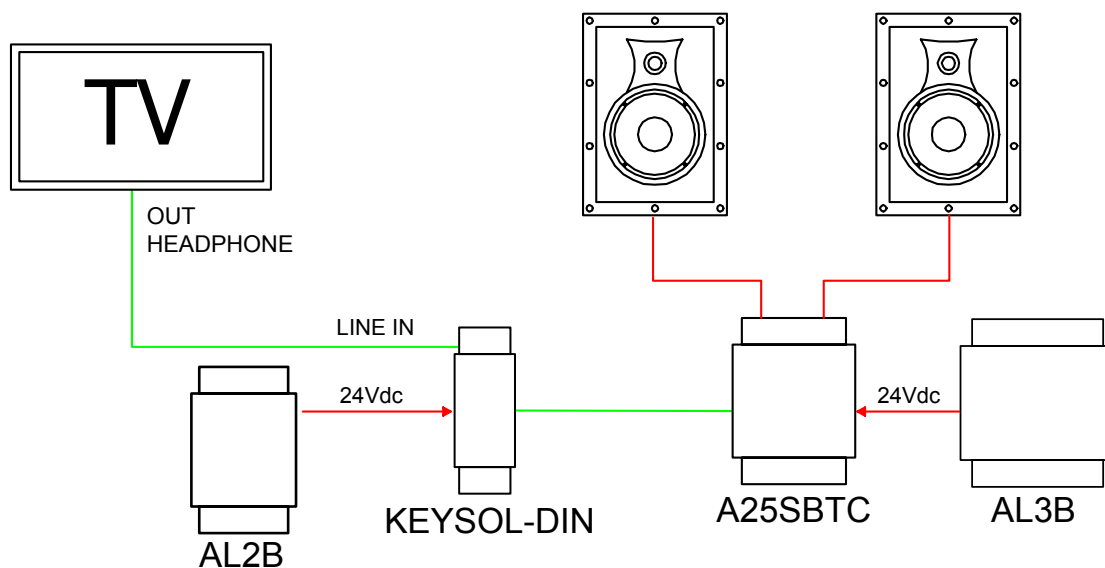 TV
OUT
HEADPHONE
LINE IN
24Vdc
24Vdc
KEYSOL-DIN
A25SBTC
AL3B
AL2B